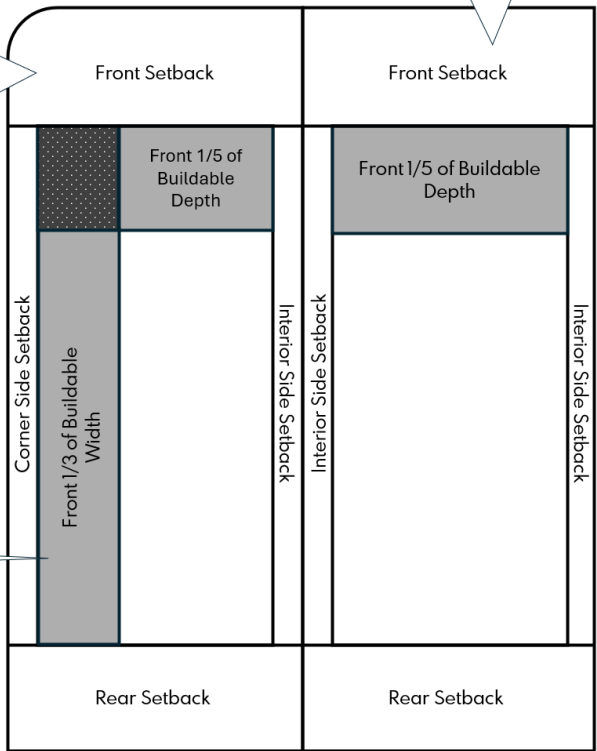 Front Setback
Front Setback
Front 1/5 of
Buildable
Depth
Front 1/5 of Buildable
Depth
Corner Side Setback
Front 1/3 of Buildable
Width
Interior Side Setback
Interior Side Setback
Interior Side Setback
Rear Setback
Rear Setback